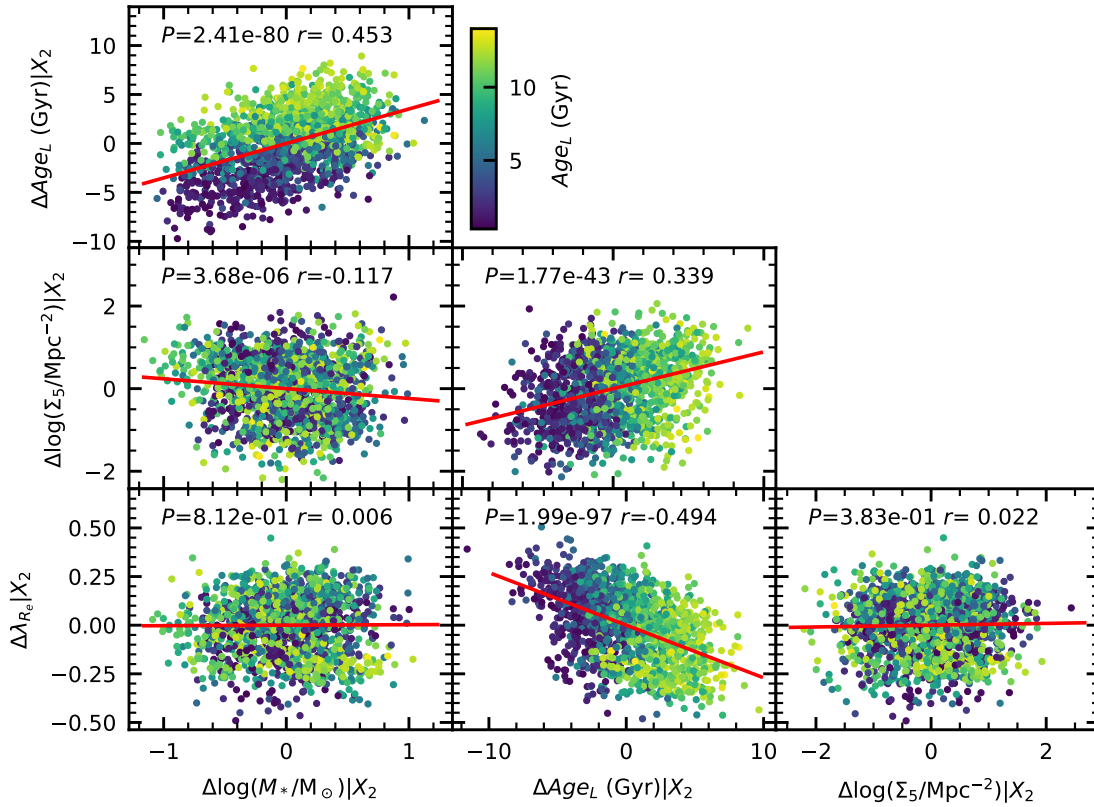 P=2.41e-80 r= 0.453
10
5
0
−5
−10
ΔAge_L (Gyr)|X_2
10
5
Age_L (Gyr)
P=3.68e-06 r=-0.117
P=1.77e-43 r= 0.339
2
0
−2
Δlog(Σ_5/Mpc^{−2})|X_2
P=8.12e-01 r= 0.006
P=1.99e-97 r=-0.494
P=3.83e-01 r= 0.022
0.50
0.25
0.00
−0.25
−0.50
Δλ_{R_e}|X_2
−1 0 1
−10 0 10
−2 0 2
Δlog(M_*/M_⊙)|X_2
ΔAge_L (Gyr)|X_2
Δlog(Σ_5/Mpc^{−2})|X_2